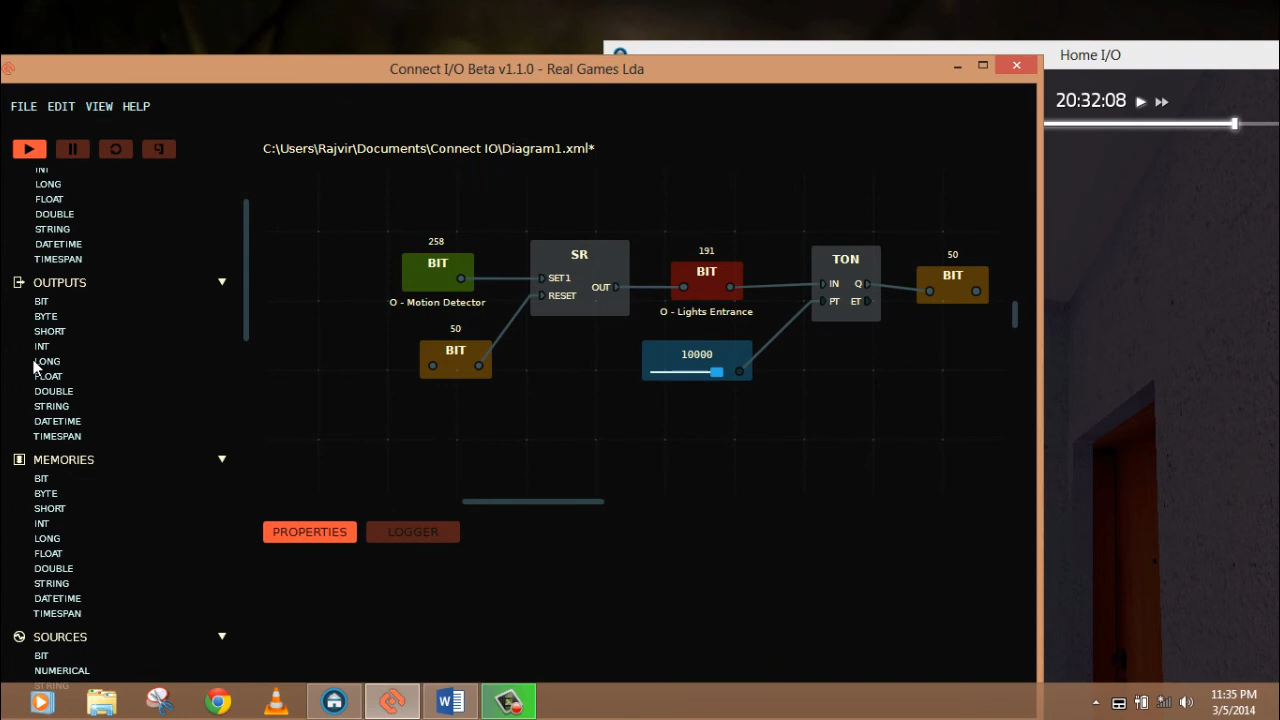 Home I/O
Connect I/O Beta v1.1.0 - Real Games Lda
20:32:08
FILE EDIT VIEW HELP
C:\Users\Rajvir\Documents\Connect IO\Diagram1.xml*
INT
LONG
FLOAT
DOUBLE
STRING
DATETIME
TIMESPAN
OUTPUTS
BIT
BYTE
SHORT
INT
LONG
FLOAT
DOUBLE
STRING
DATETIME
TIMESPAN
MEMORIES
BIT
BYTE
SHORT
INT
LONG
FLOAT
DOUBLE
STRING
DATETIME
TIMESPAN
SOURCES
BIT
NUMERICAL
STRING
258
BIT
O - Motion Detector
50
BIT
SR
SET1
OUT
RESET
191
BIT
O - Lights Entrance
10000
TON
IN Q
PT ET
50
BIT
PROPERTIES LOGGER
11:35 PM
3/5/2014